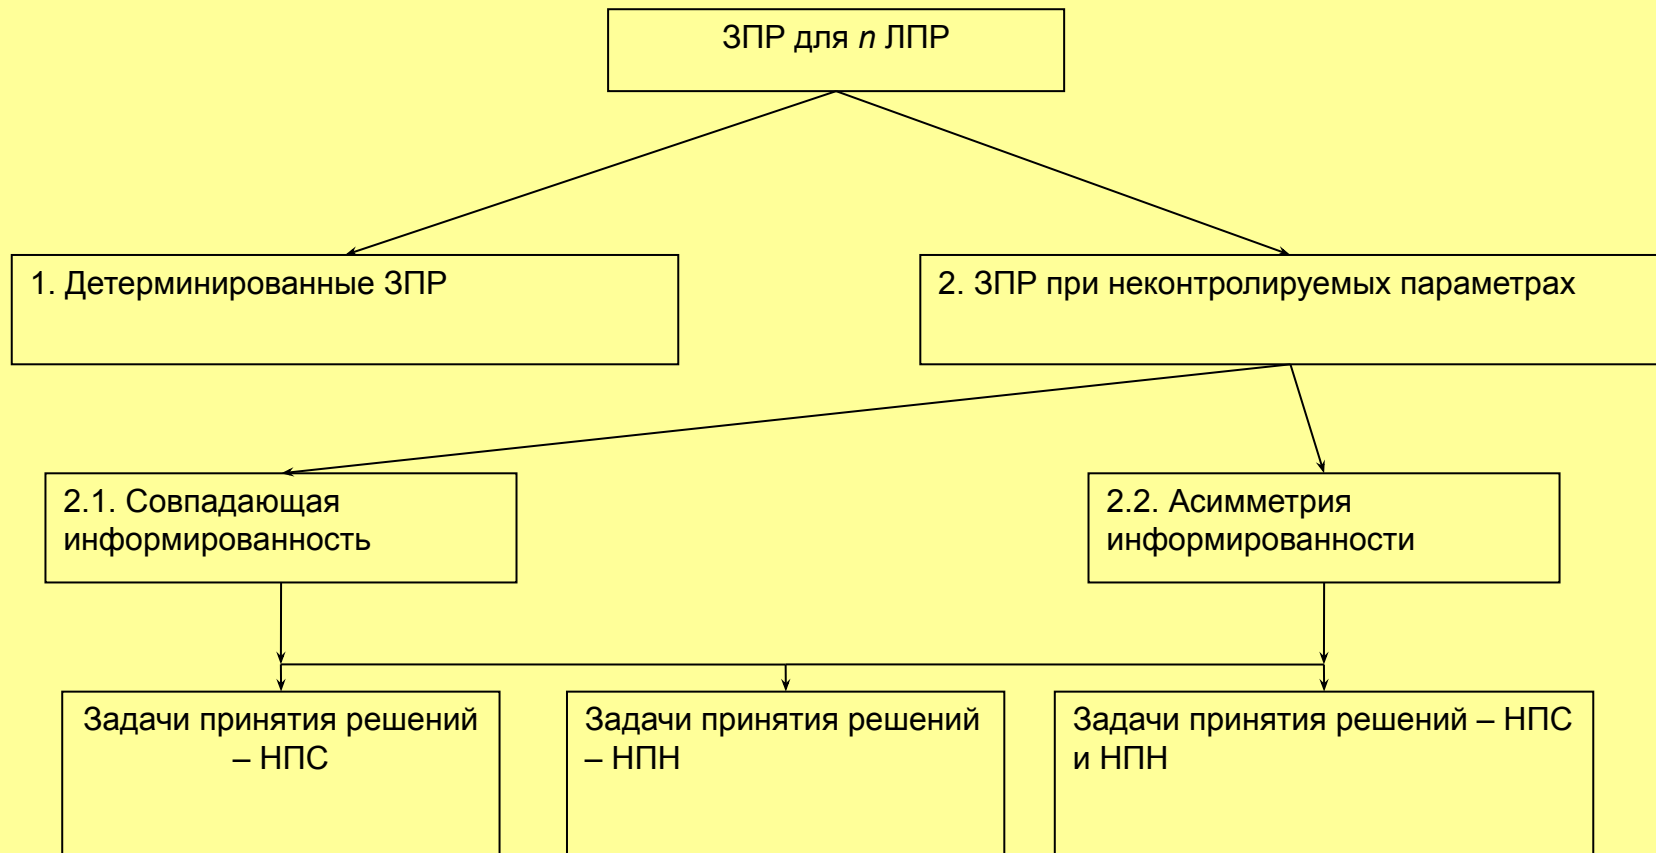 ЗПР для n ЛПР
1. Детерминированные ЗПР
2. ЗПР при неконтролируемых параметрах
2.1. Совпадающая
информированность
2.2. Асимметрия
информированности
Задачи принятия решений
– НПС
Задачи принятия решений
– НПН
Задачи принятия решений – НПС
и НПН